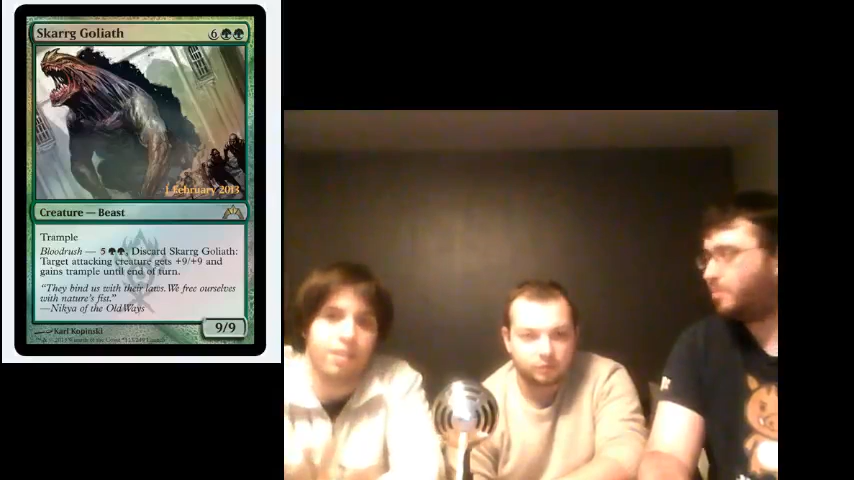 Skarrg Goliath 6
1 February 2013
Creature — Beast
Trample
Bloodrush — 5, Discard Skarrg Goliath:
Target attacking creature gets +9/+9 and
gains trample until end of turn.
"They bind us with their laws. We free ourselves
with nature's fist."
—Nikya of the Old Ways
9/9
Karl Kopinski